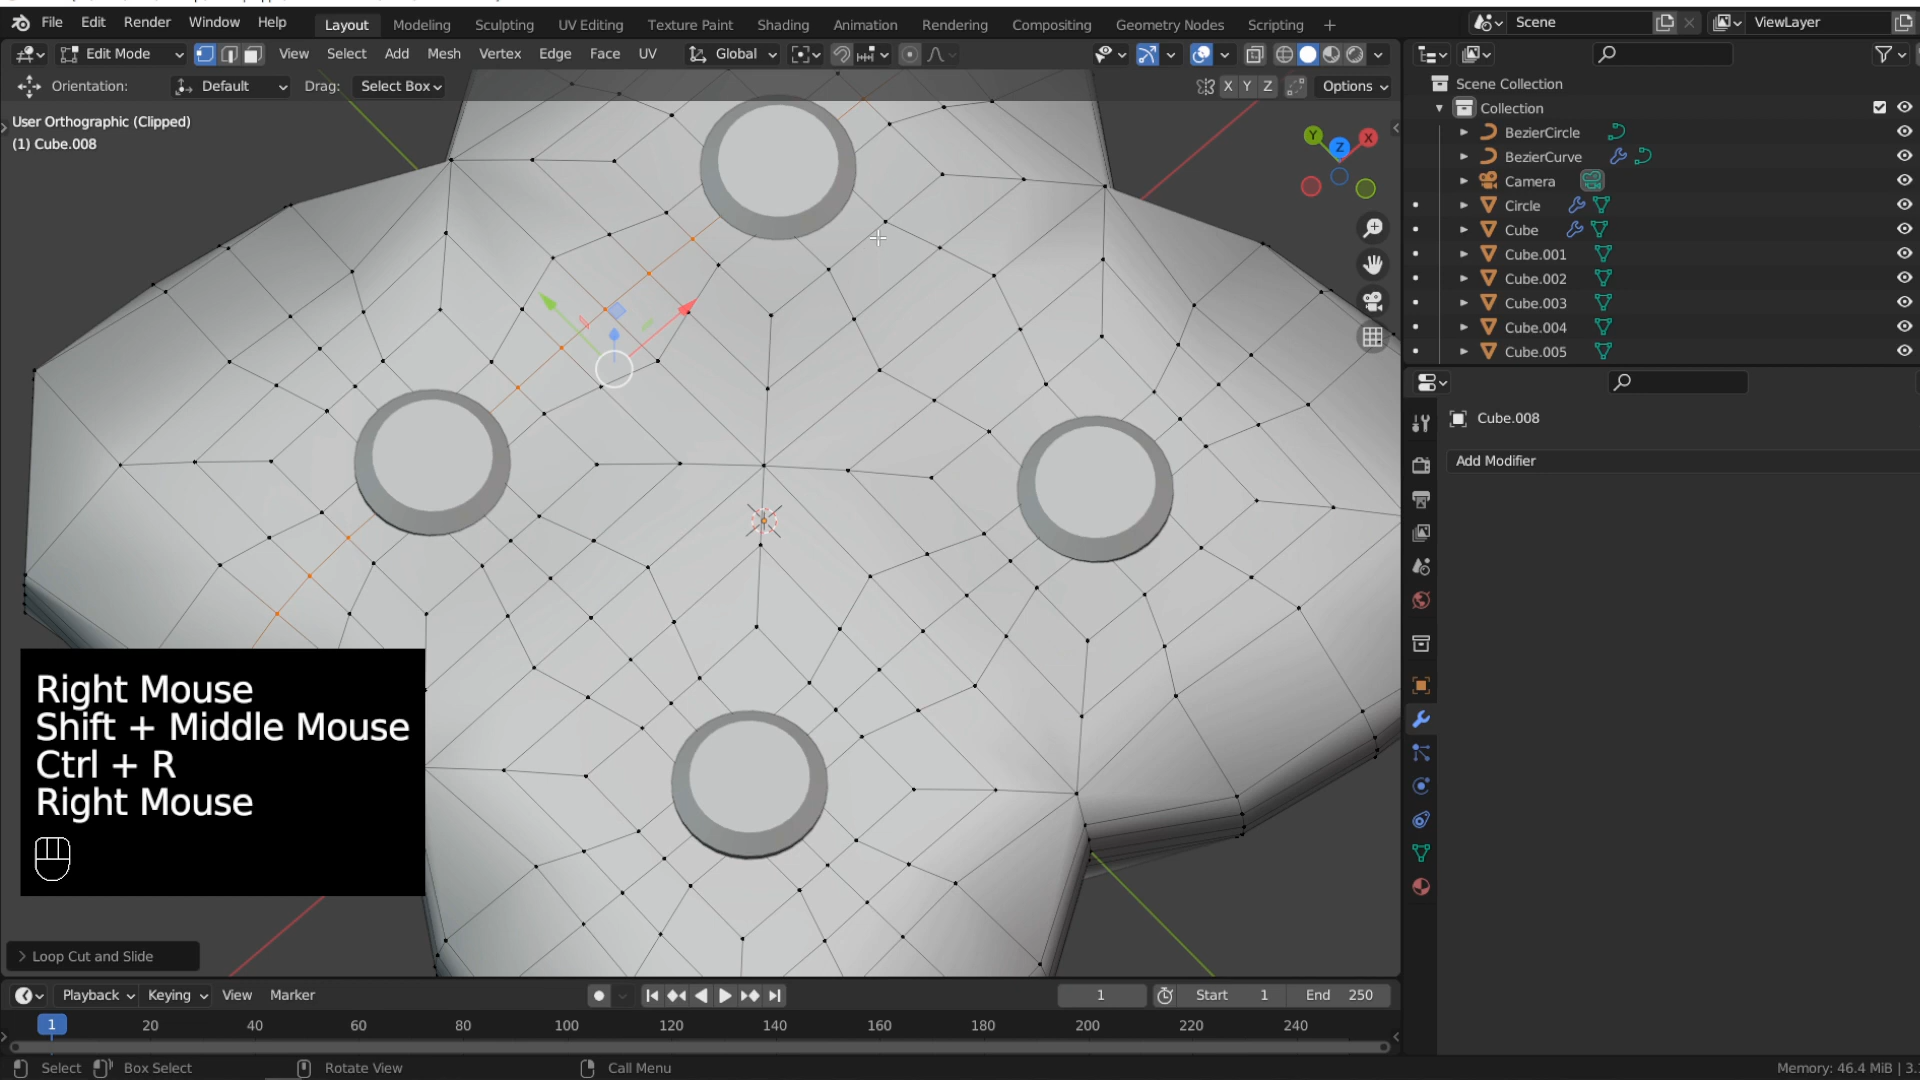 File Edit Render Window Help Layout Modeling Sculpting UV Editing Texture Paint Shading Animation Rendering Compositing Geometry Nodes Scripting + Scene ViewLayer
Edit Mode View Select Add Mesh Vertex Edge Face UV Global
Orientation: Default Drag: Select Box X Y Z Options
User Orthographic (Clipped)
(1) Cube.008
Y X Z
Scene Collection
Collection
BezierCircle
BezierCurve
Camera
Circle
Cube
Cube.001
Cube.002
Cube.003
Cube.004
Cube.005
Cube.008
Add Modifier
Right Mouse
Shift + Middle Mouse
Ctrl + R
Right Mouse
Loop Cut and Slide
Playback Keying View Marker 1 Start 1 End 250
1 20 40 60 80 100 120 140 160 180 200 220 240
Select Box Select Rotate View Call Menu Memory: 46.4 MiB | 3.